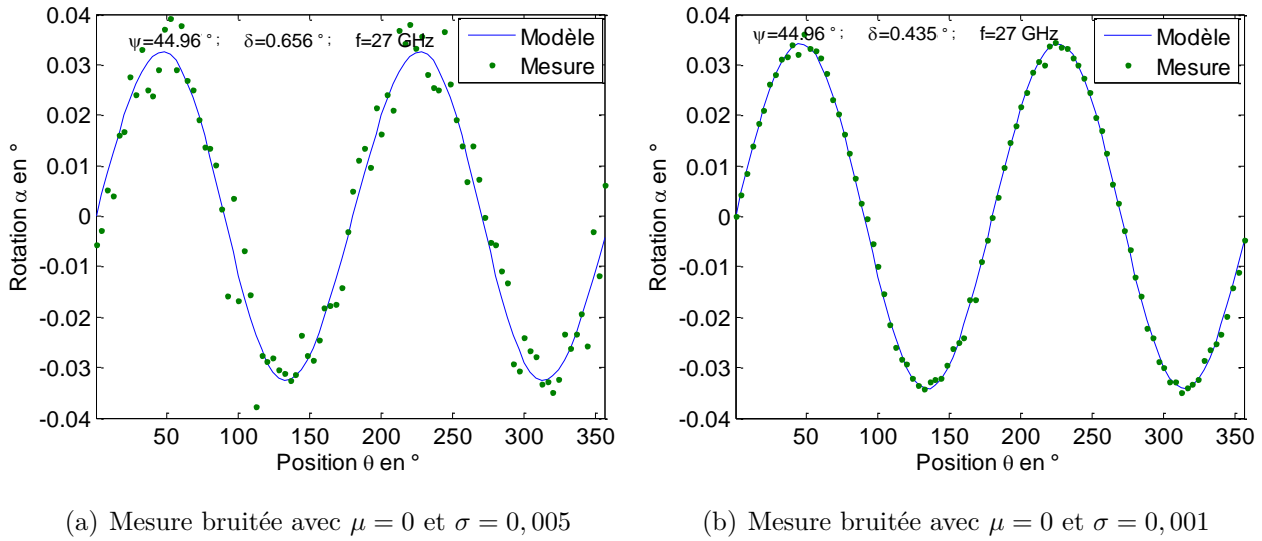 ψ=44.96 °; δ=0.656 °; f=27 GHz
Modèle
Mesure
0.04
0.03
0.02
0.01
0
-0.01
-0.02
-0.03
-0.04
Rotation α en °
50 100 150 200 250 300 350
Position θ en °
(a) Mesure bruitée avec μ = 0 et σ = 0,005
ψ=44.96 °; δ=0.435 °; f=27 GHz
Modèle
Mesure
0.04
0.03
0.02
0.01
0
-0.01
-0.02
-0.03
-0.04
Rotation α en °
50 100 150 200 250 300 350
Position θ en °
(b) Mesure bruitée avec μ = 0 et σ = 0,001